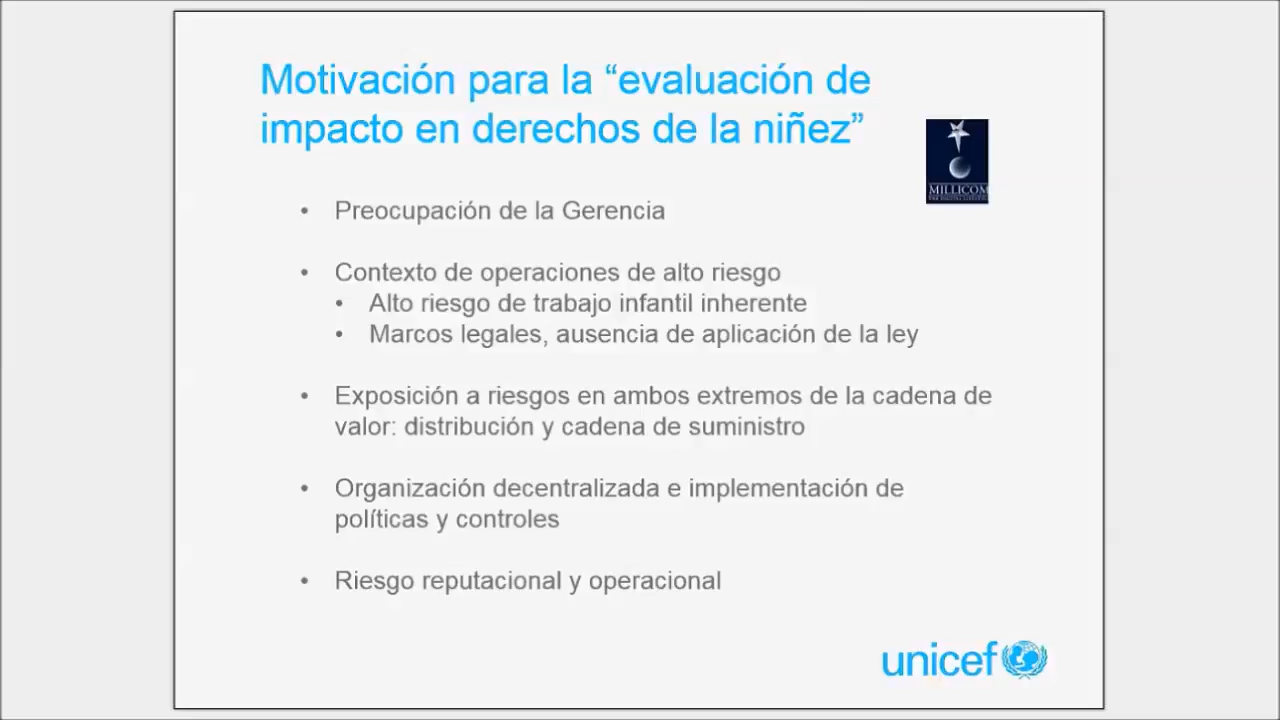 Motivación para la “evaluación de
impacto en derechos de la niñez”
MILLICOM
• Preocupación de la Gerencia
• Contexto de operaciones de alto riesgo
• Alto riesgo de trabajo infantil inherente
• Marcos legales, ausencia de aplicación de la ley
• Exposición a riesgos en ambos extremos de la cadena de
valor: distribución y cadena de suministro
• Organización decentralizada e implementación de
políticas y controles
• Riesgo reputacional y operacional
unicef